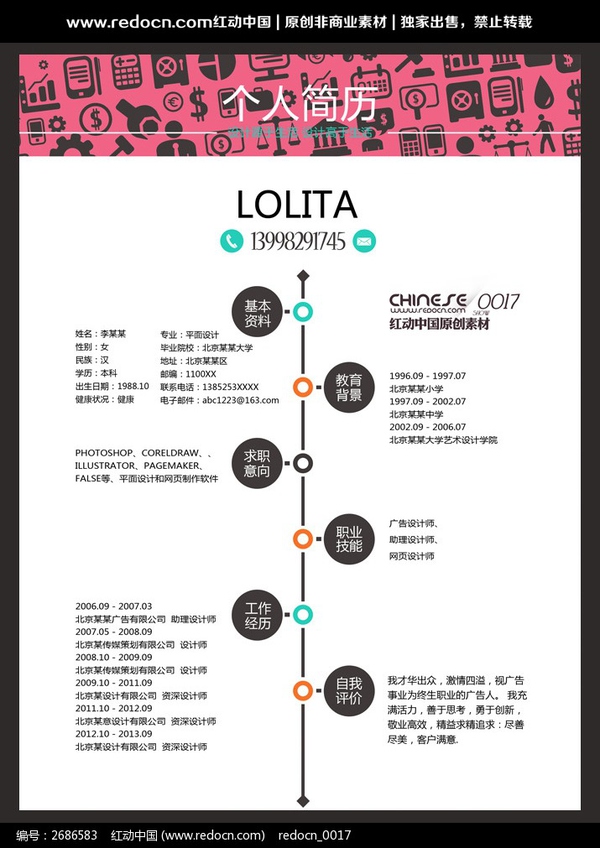 www.redocn.com红动中国 | 原创非商业素材 | 独家出售，禁止转载
个人简历
设计源于生活 设计高于生活
LOLITA
13998291745
基本
资料
姓名：李某某
性别：女
民族：汉
学历：本科
出生日期：1988.10
健康状况：健康
专业：平面设计
毕业院校：北京某某大学
地址：北京某某区
邮编：1100XX
联系电话：1385253XXXX
电子邮件：abc1223@163.com
CHINESE 0017
www.redocn.com SHOW
红动中国原创素材
教育
背景
1996.09 - 1997.07
北京某某小学
1997.09 - 2002.07
北京某某中学
2002.09 - 2006.07
北京某某大学艺术设计学院
求职
意向
PHOTOSHOP、CORELDRAW、、
ILLUSTRATOR、PAGEMAKER、
FALSE等、平面设计和网页制作软件
职业
技能
广告设计师、
助理设计师、
网页设计师
工作
经历
2006.09 - 2007.03
北京某某广告有限公司 助理设计师
2007.05 - 2008.09
北京某传媒策划有限公司 设计师
2008.10 - 2009.09
北京某传媒策划有限公司 设计师
2009.10 - 2011.09
北京某设计有限公司 资深设计师
2011.10 - 2012.09
北京某意设计有限公司 资深设计师
2012.10 - 2013.09
北京某设计有限公司 资深设计师
自我
评价
我才华出众，激情四溢，视广告
事业为终生职业的广告人。 我充
满活力，善于思考，勇于创新，
敬业高效，精益求精追求：尽善
尽美，客户满意.
编号：2686583 红动中国 (www.redocn.com) redocn_0017